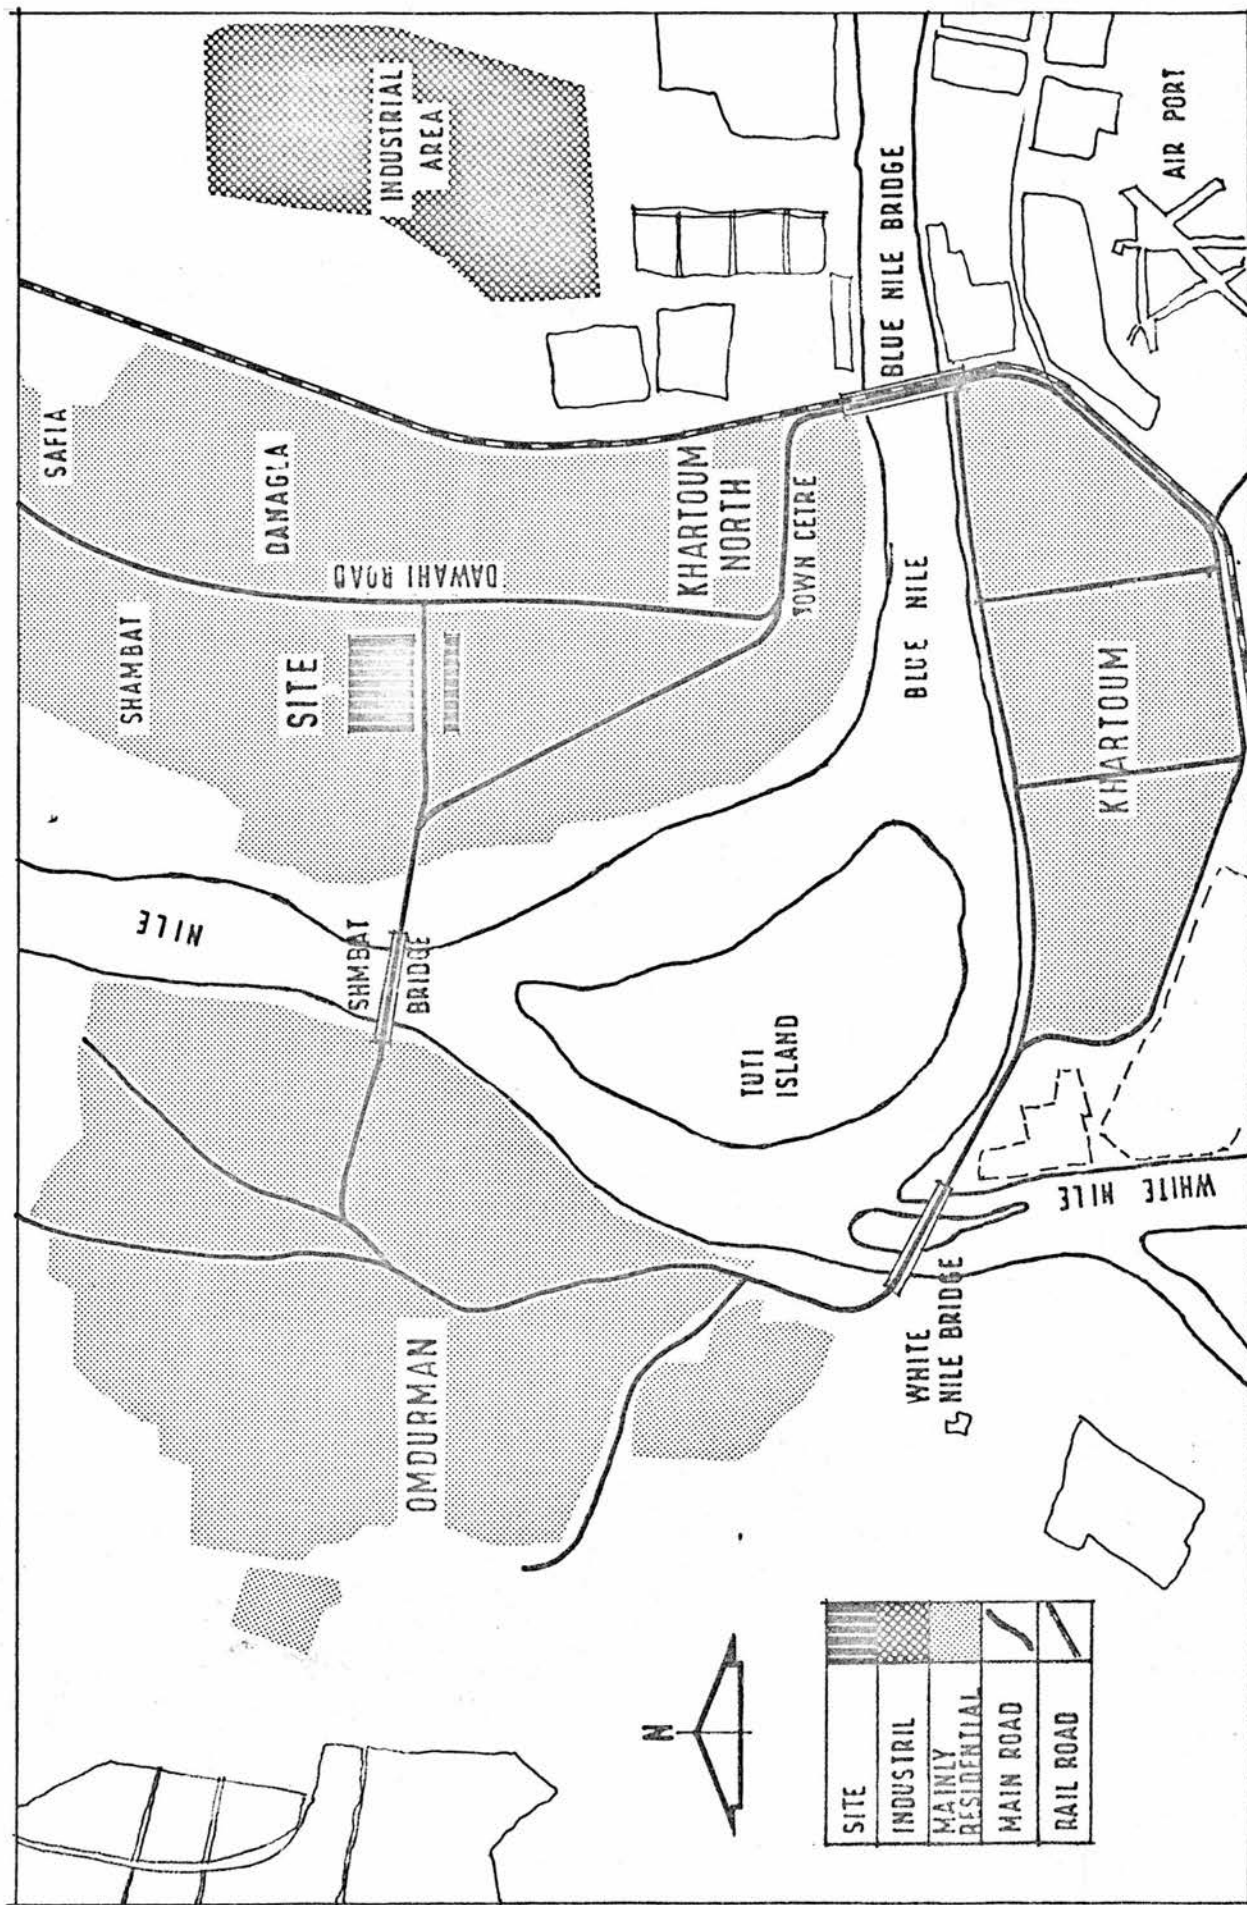 SAFIA
SHAMBAT
DANAGLA
INDUSTRIAL
AREA
SITE
DAWAHI ROAD
NILE
SHMBAT
BRIDGE
OMDURMAN
KHARTOUM
NORTH
TOWN CETRE
TUTI
ISLAND
BLUE NILE
BLUE NILE BRIDGE
WHITE
NILE BRIDGE
WHITE NILE
KHARTOUM
AIR PORT
N
SITE
INDUSTRIL
MAINLY
RESIDENTIAL
MAIN ROAD
RAIL ROAD